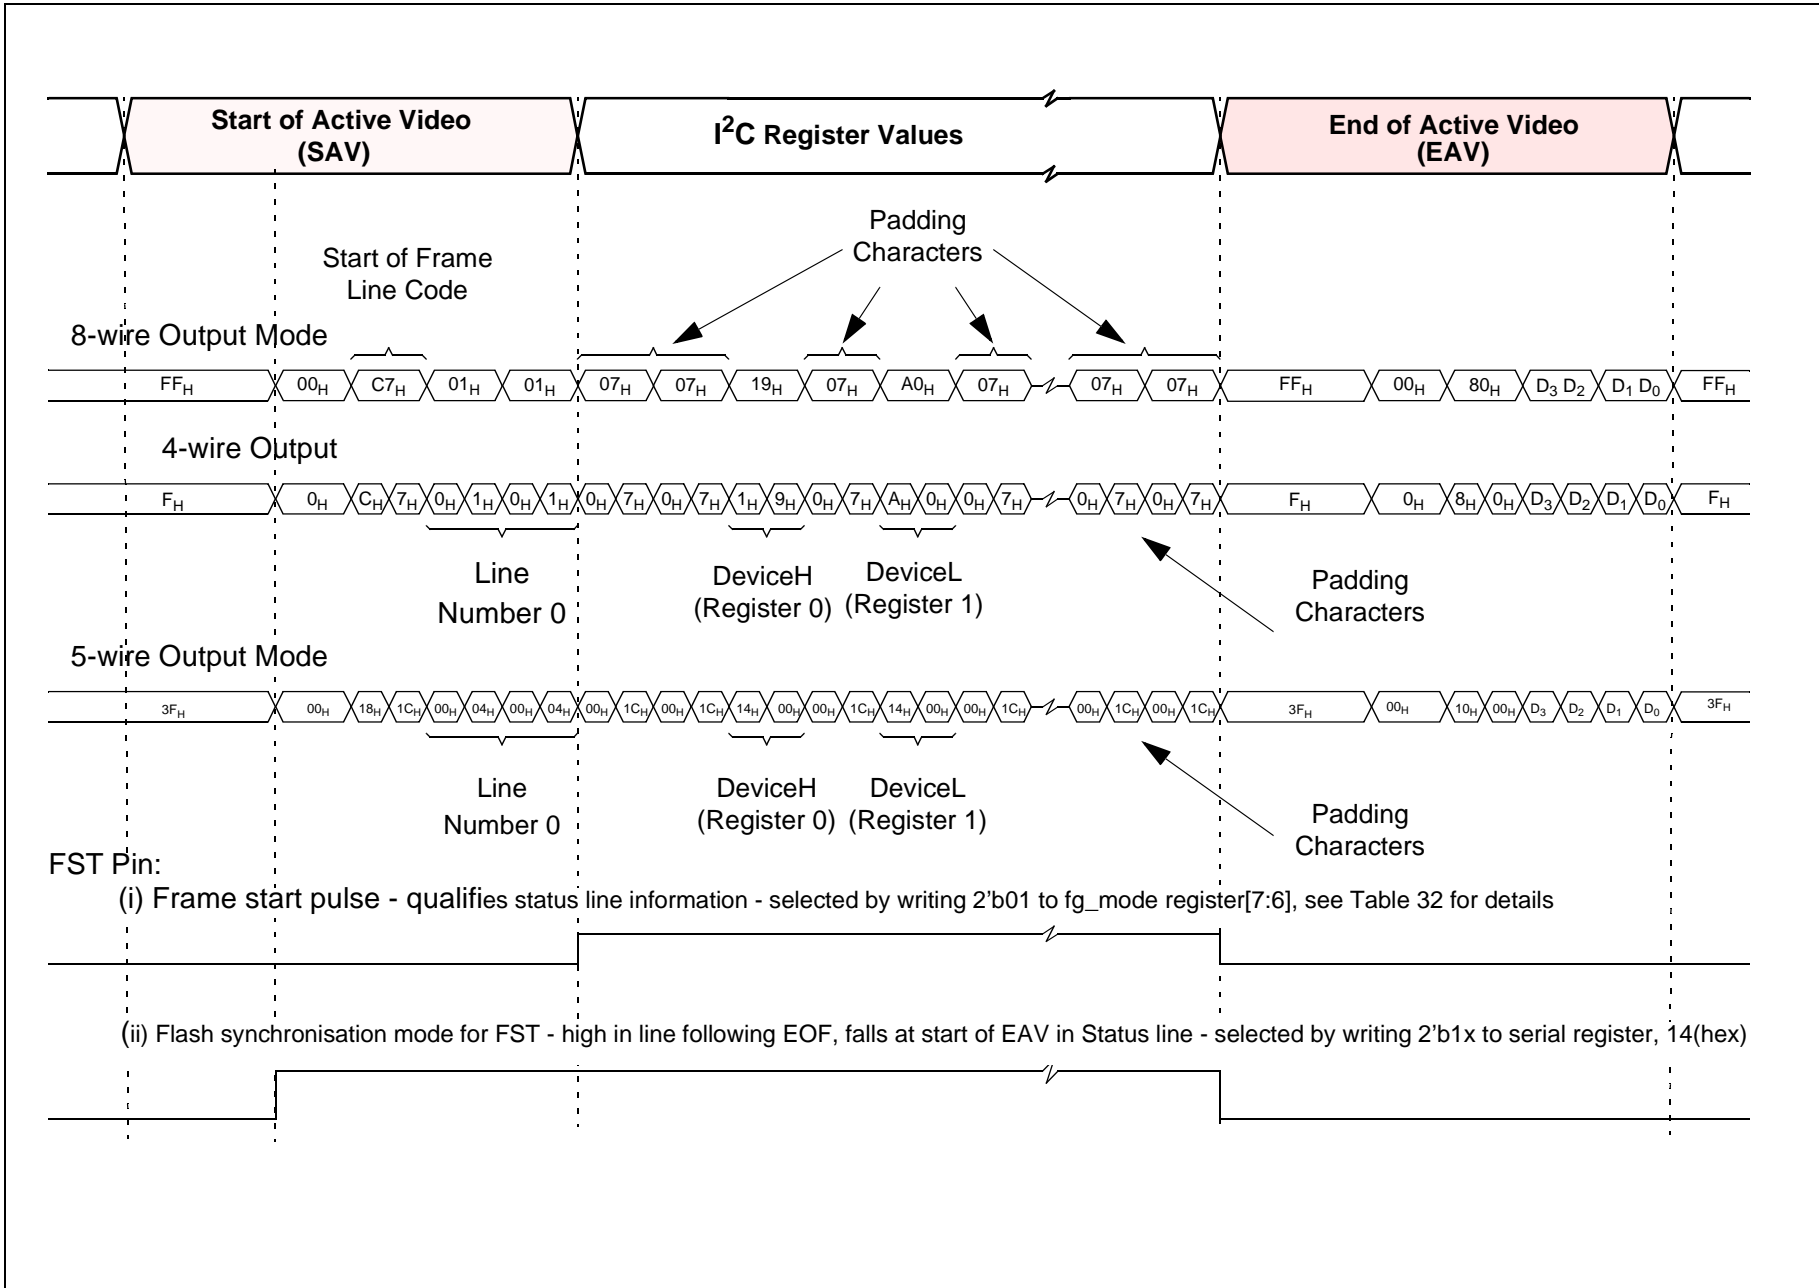 Start of Active Video
(SAV)
I2C Register Values
End of Active Video
(EAV)
Padding
Characters
Start of Frame
Line Code
8-wire Output Mode
FFH 00H C7H 01H 01H 07H 07H 19H 07H A0H 07H 07H 07H FFH 00H 80H D3 D2 D1 D0 FFH
4-wire Output
FH 0H CH 7H 0H 1H 0H 1H 0H 7H 0H 7H 1H 9H 0H 7H AH 0H 0H 7H 0H 7H 0H 7H FH 0H 8H 0H D3 D2 D1 D0 FH
Line
Number 0
DeviceH
(Register 0)
DeviceL
(Register 1)
Padding
Characters
5-wire Output Mode
3FH 00H 18H 1CH 00H 04H 00H 04H 00H 1CH 00H 1CH 14H 00H 00H 1CH 14H 00H 00H 1CH 00H 1CH 00H 1CH 3FH 00H 10H 00H D3 D2 D1 D0 3FH
Line
Number 0
DeviceH
(Register 0)
DeviceL
(Register 1)
Padding
Characters
FST Pin:
(i) Frame start pulse - qualifies status line information - selected by writing 2'b01 to fg_mode register[7:6], see Table 32 for details
(ii) Flash synchronisation mode for FST - high in line following EOF, falls at start of EAV in Status line - selected by writing 2'b1x to serial register, 14(hex)